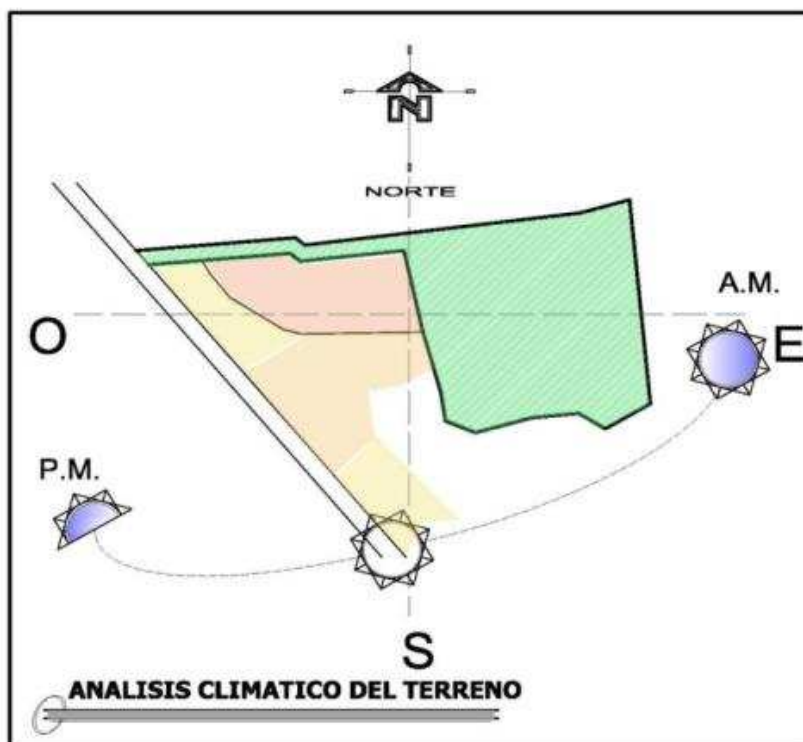 N
NORTE
A.M.
O
E
P.M.
S
ANALISIS CLIMATICO DEL TERRENO